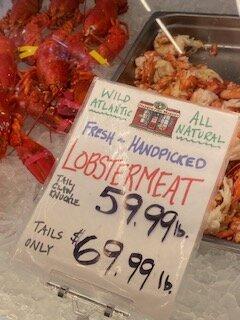 WILD ATLANTIC
ALL NATURAL
FRESH - HANDPICKED
LOBSTERMEAT
TAIL CLAW KNUCKLE
59.99 lb.
TAILS ONLY
$69.99 lb